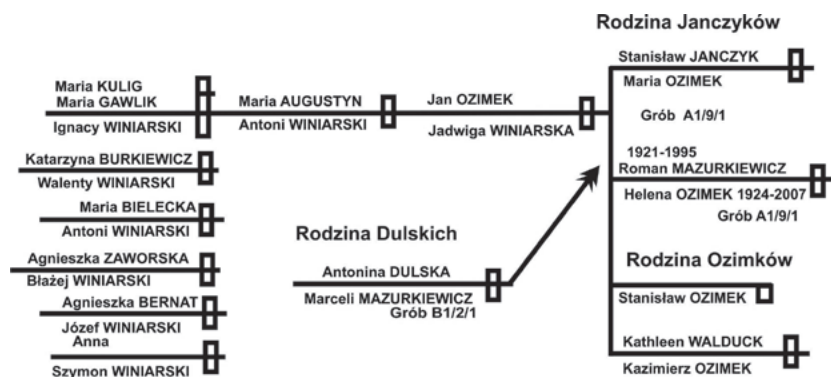 Rodzina Janczyków
Stanisław JANCZYK
Maria OZIMEK
Grób A1/9/1
Maria KULIG
Maria GAWLIK
Ignacy WINIARSKI
Maria AUGUSTYN
Antoni WINIARSKI
Jan OZIMEK
Jadwiga WINIARSKA
1921-1995
Roman MAZURKIEWICZ
Helena OZIMEK 1924-2007
Grób A1/9/1
Katarzyna BURKIEWICZ
Walenty WINIARSKI
Maria BIELECKA
Antoni WINIARSKI
Agnieszka ZAWORSKA
Błażej WINIARSKI
Agnieszka BERNAT
Józef WINIARSKI
Anna
Szymon WINIARSKI
Rodzina Dulskich
Antonina DULSKA
Marceli MAZURKIEWICZ
Grób B1/2/1
Rodzina Ozimków
Stanisław OZIMEK
Kathleen WALDUCK
Kazimierz OZIMEK